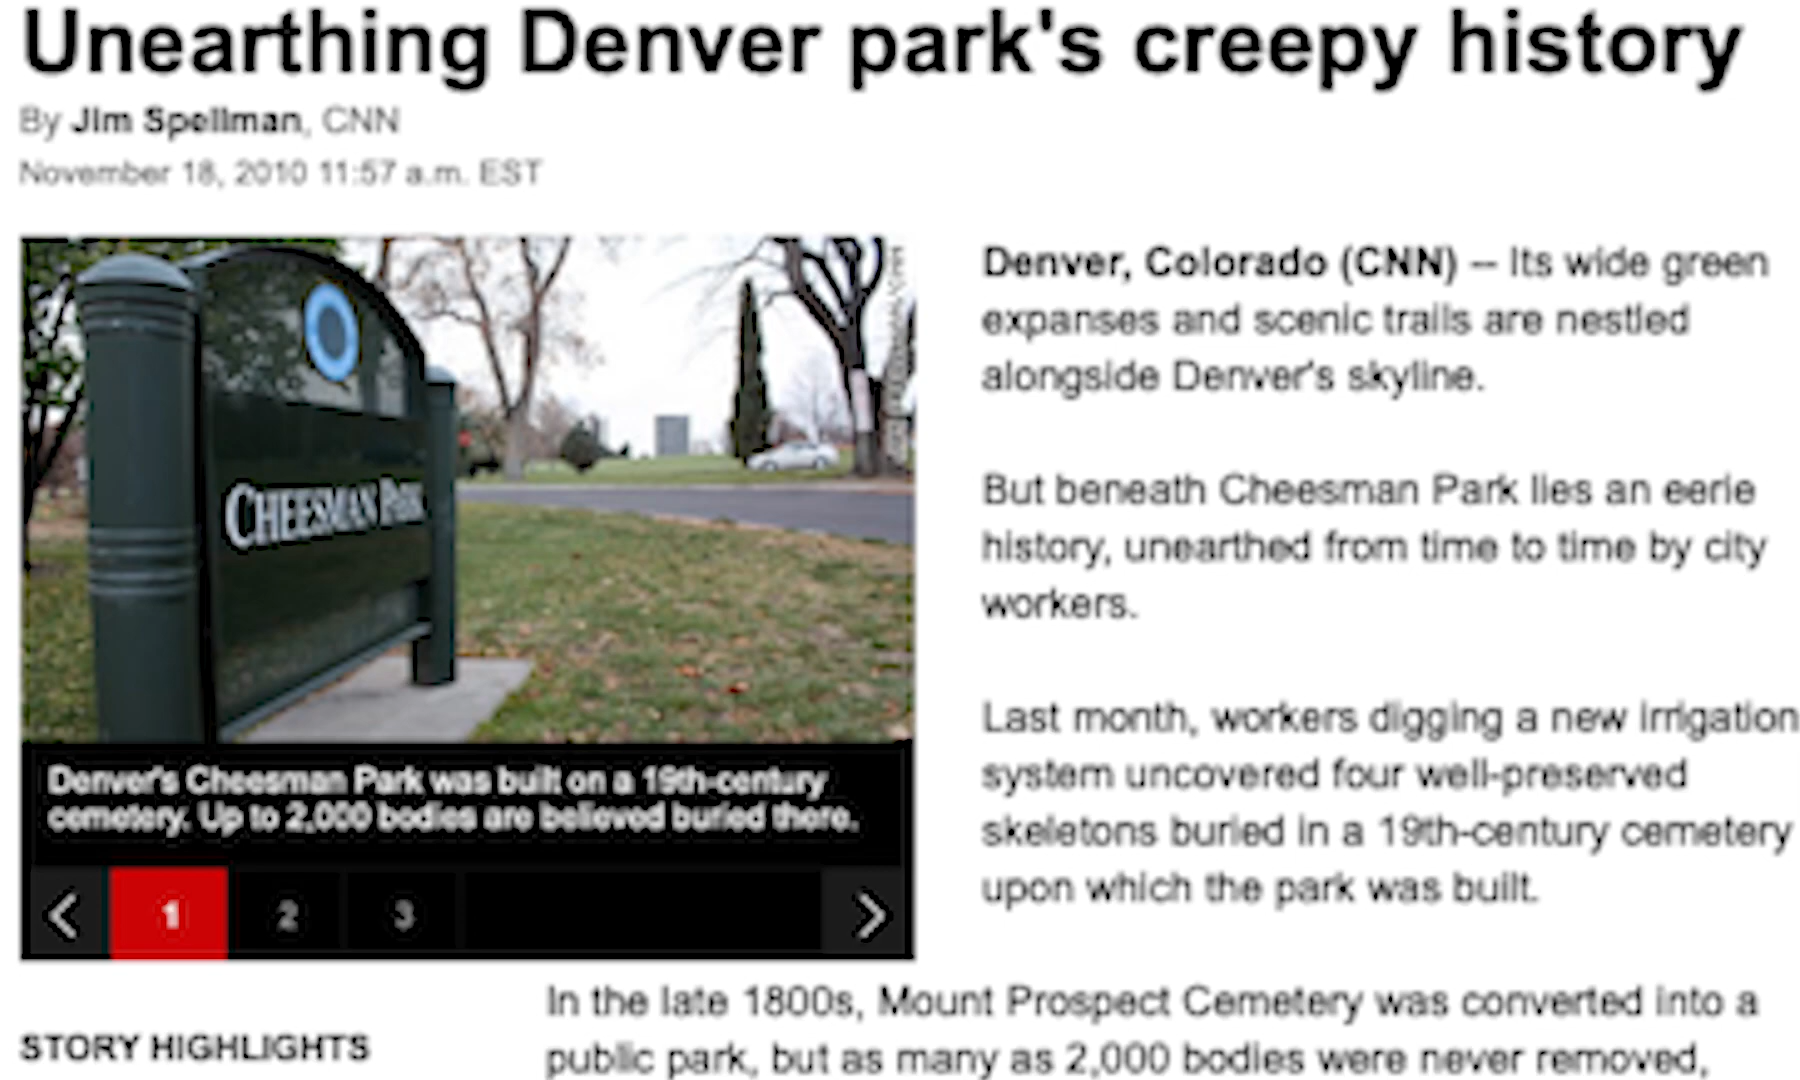 Unearthing Denver park's creepy history
By Jim Spellman, CNN
November 18, 2010 11:57 a.m. EST
CHEESMAN PARK
Denver's Cheesman Park was built on a 19th-century
cemetery. Up to 2,000 bodies are believed buried there.
1 2 3
Denver, Colorado (CNN) -- Its wide green
expanses and scenic trails are nestled
alongside Denver's skyline.
But beneath Cheesman Park lies an eerie
history, unearthed from time to time by city
workers.
Last month, workers digging a new irrigation
system uncovered four well-preserved
skeletons buried in a 19th-century cemetery
upon which the park was built.
STORY HIGHLIGHTS
In the late 1800s, Mount Prospect Cemetery was converted into a
public park, but as many as 2,000 bodies were never removed,